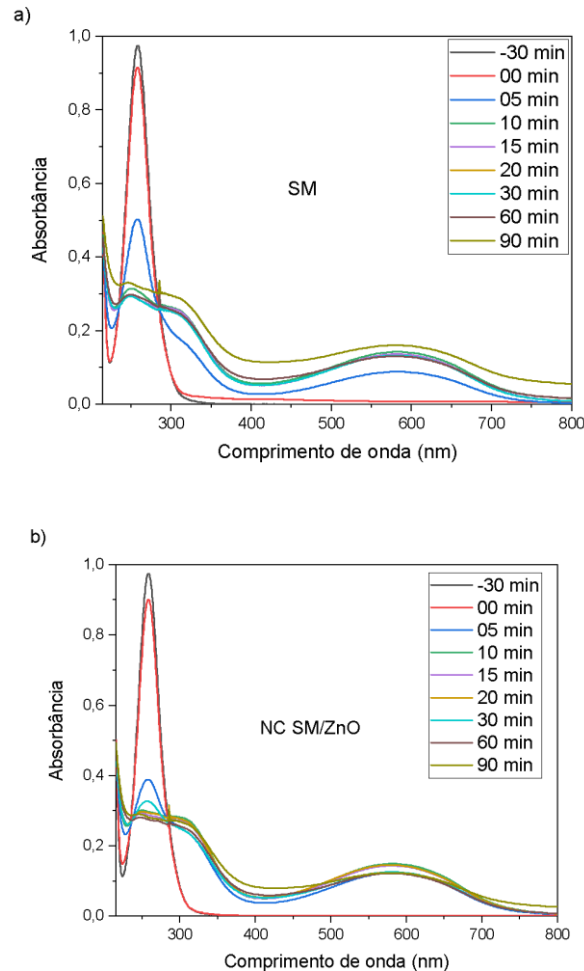 a)
1,0
0,8
0,6
0,4
0,2
0,0
Absorbância
SM
-30 min
00 min
05 min
10 min
15 min
20 min
30 min
60 min
90 min
300 400 500 600 700 800
Comprimento de onda (nm)
b)
1,0
0,8
0,6
0,4
0,2
0,0
Absorbância
NC SM/ZnO
-30 min
00 min
05 min
10 min
15 min
20 min
30 min
60 min
90 min
300 400 500 600 700 800
Comprimento de onda (nm)